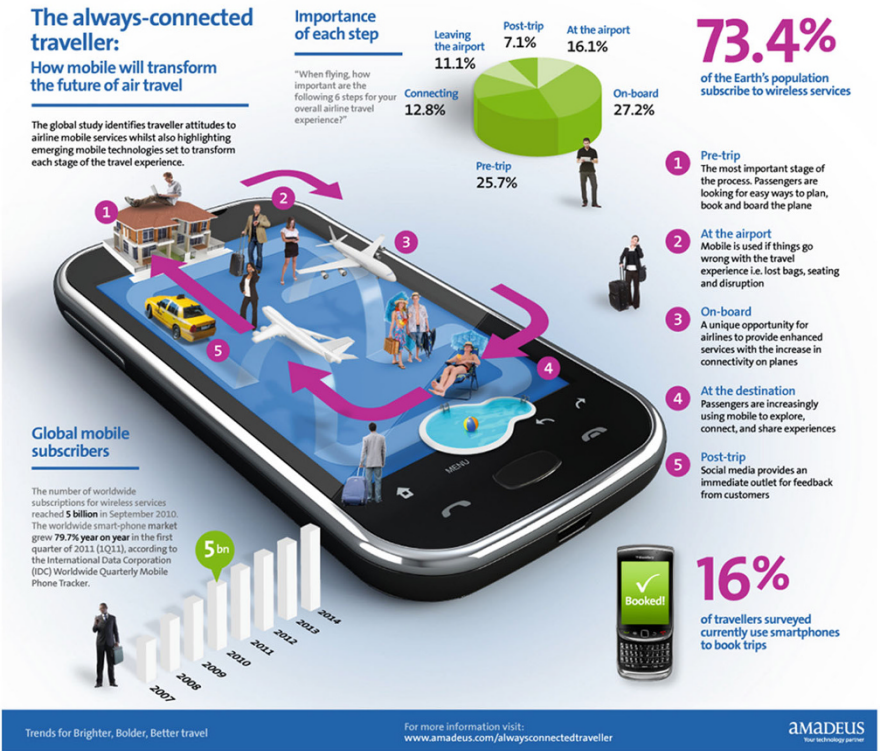 The always-connected
traveller:
How mobile will transform
the future of air travel
The global study identifies traveller attitudes to
airline mobile services whilst also highlighting
emerging mobile technologies set to transform
each stage of the travel experience.
Importance
of each step
"When flying, how
important are the
following 6 steps for your
overall airline travel
experience?"
Leaving
the airport
11.1%
Post-trip
7.1%
At the airport
16.1%
Connecting
12.8%
On-board
27.2%
Pre-trip
25.7%
73.4%
of the Earth's population
subscribe to wireless services
1
Pre-trip
The most important stage of
the process. Passengers are
looking for easy ways to plan,
book and board the plane
2
At the airport
Mobile is used if things go
wrong with the travel
experience i.e. lost bags, seating
and disruption
3
On-board
A unique opportunity for
airlines to provide enhanced
services with the increase in
connectivity on planes
4
At the destination
Passengers are increasingly
using mobile to explore,
connect, and share experiences
5
Post-trip
Social media provides an
immediate outlet for feedback
from customers
1
2
3
4
5
MENU
Global mobile
subscribers
The number of worldwide
subscriptions for wireless services
reached 5 billion in September 2010.
The worldwide smart-phone market
grew 79.7% year on year in the first
quarter of 2011 (1Q11), according to
the International Data Corporation
(IDC) Worldwide Quarterly Mobile
Phone Tracker.
5bn
2007
2008
2009
2010
2011
2012
2013
2014
Booked!
16%
of travellers surveyed
currently use smartphones
to book trips
Trends for Brighter, Bolder, Better travel
For more information visit:
www.amadeus.com/alwaysconnectedtraveller
amadeus
Your technology partner